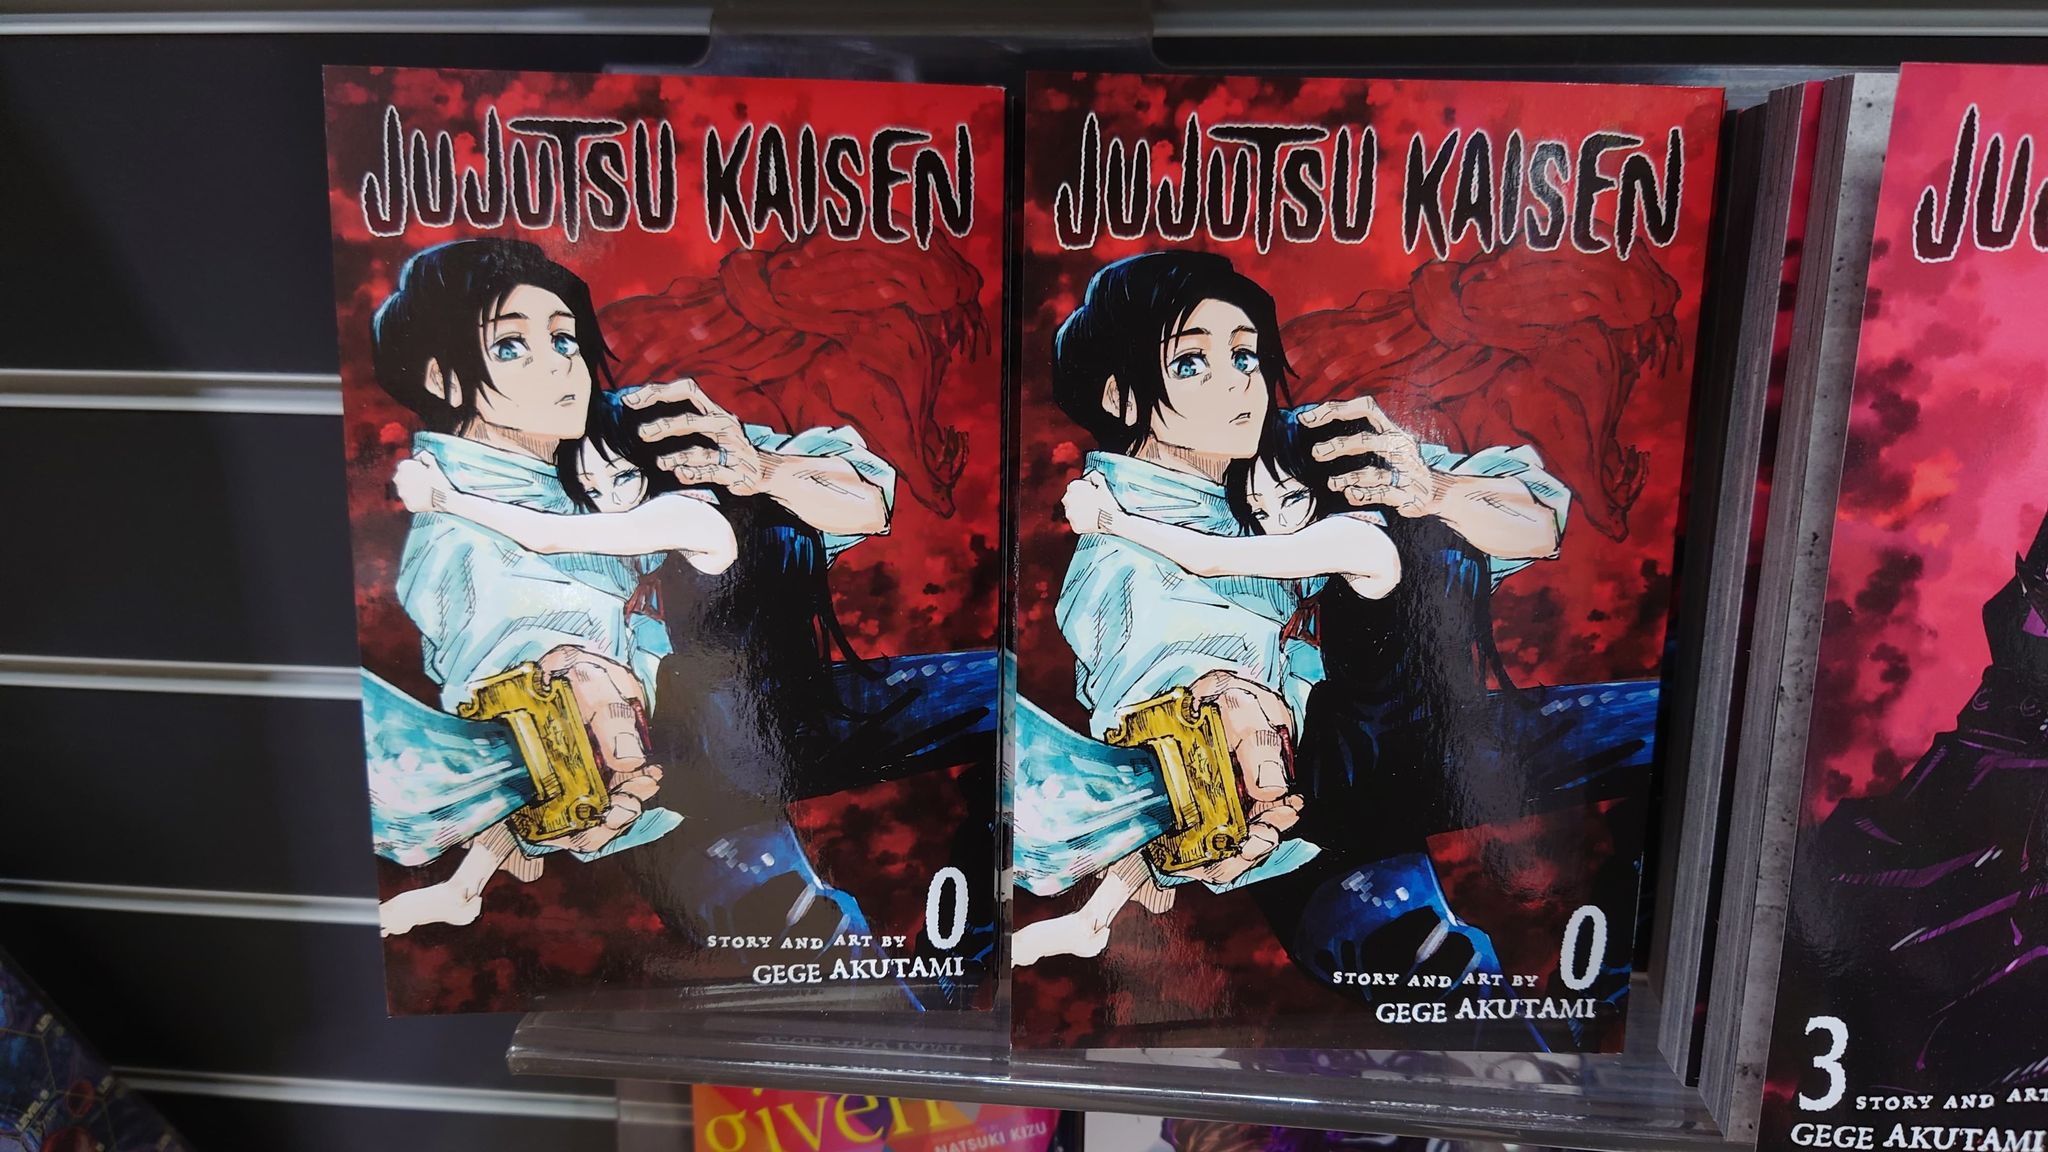 JUJUTSU KAISEN
0
STORY AND ART BY
GEGE AKUTAMI
JUJUTSU KAISEN
0
STORY AND ART BY
GEGE AKUTAMI
3
STORY AND ART
GEGE AKUTAMI
given
NATSUKI KIZU